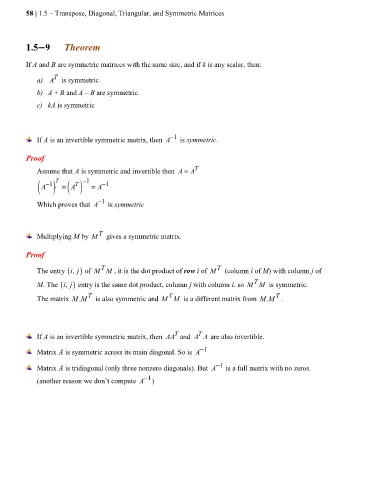 58 | 1.5 – Transpose, Diagonal, Triangular, and Symmetric Matrices
1.5−9 Theorem
If A and B are symmetric matrices with the same size, and if k is any scalar, then:
a) A^T is symmetric
b) A + B and A – B are symmetric.
c) kA is symmetric
If A is an invertible symmetric matrix, then A^−1 is symmetric.
Proof
Assume that A is symmetric and invertible then A = A^T
(A^−1)^T = (A^T)^−1 = A^−1
Which proves that A^−1 is symmetric
Multiplying M by M^T gives a symmetric matrix.
Proof
The entry (i, j) of M^T M , it is the dot product of row i of M^T (column i of M) with column j of
M. The (i, j) entry is the same dot product, column j with column i. so M^T M is symmetric.
The matrix M.M^T is also symmetric and M^T M is a different matrix from M.M^T .
If A is an invertible symmetric matrix, then AA^T and A^T A are also invertible.
Matrix A is symmetric across its main diagonal. So is A^−1
Matrix A is tridiagonal (only three nonzero diagonals). But A^−1 is a full matrix with no zeros.
(another reason we don't compute A^−1)